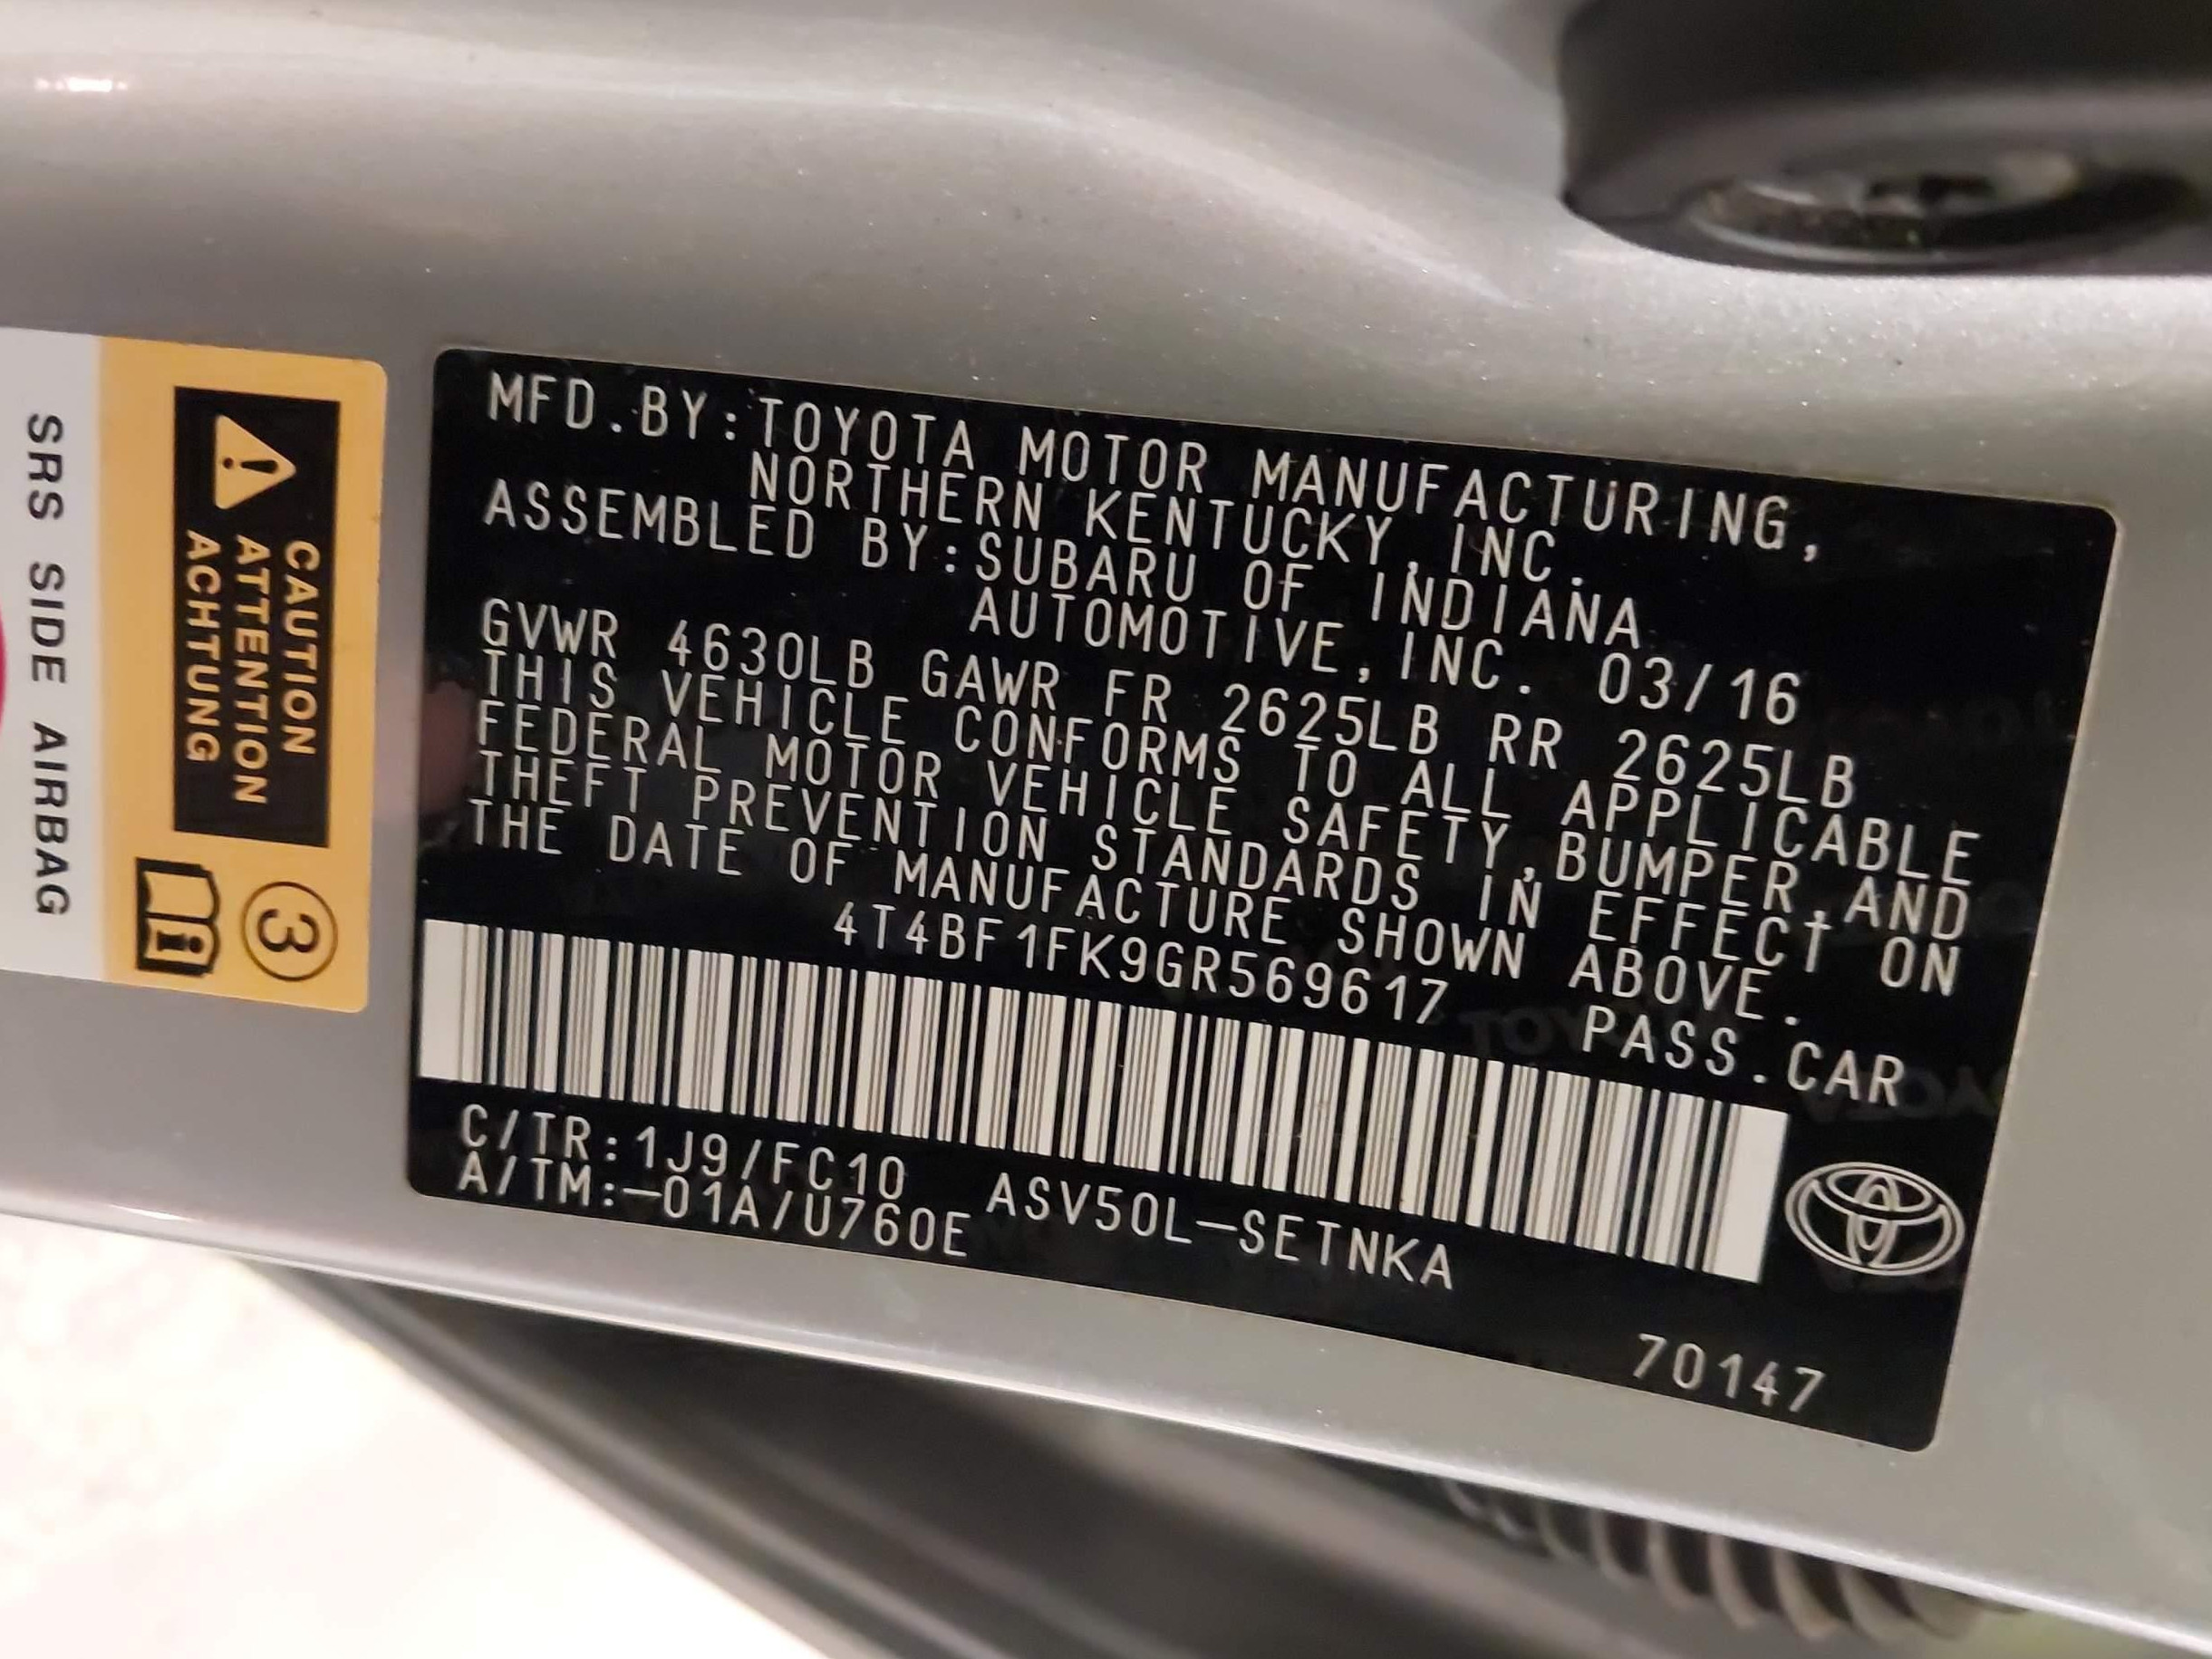 MFD.BY:TOYOTA MOTOR MANUFACTURING,
NORTHERN KENTUCKY,INC.
ASSEMBLED BY:SUBARU OF INDIANA
AUTOMOTIVE,INC. 03/16
GVWR 4630LB GAWR FR 2625LB RR 2625LB
THIS VEHICLE CONFORMS TO ALL APPLICABLE
FEDERAL MOTOR VEHICLE SAFETY,BUMPER,AND
THEFT PREVENTION STANDARDS IN EFFECT ON
THE DATE OF MANUFACTURE SHOWN ABOVE.
4T4BF1FK9GR569617 PASS.CAR
C/TR:1J9/FC10 ASV50L-SETNKA
A/TM:-01A/U760E
70147
CAUTION
ATTENTION
ACHTUNG
3
SRS SIDE AIRBAG